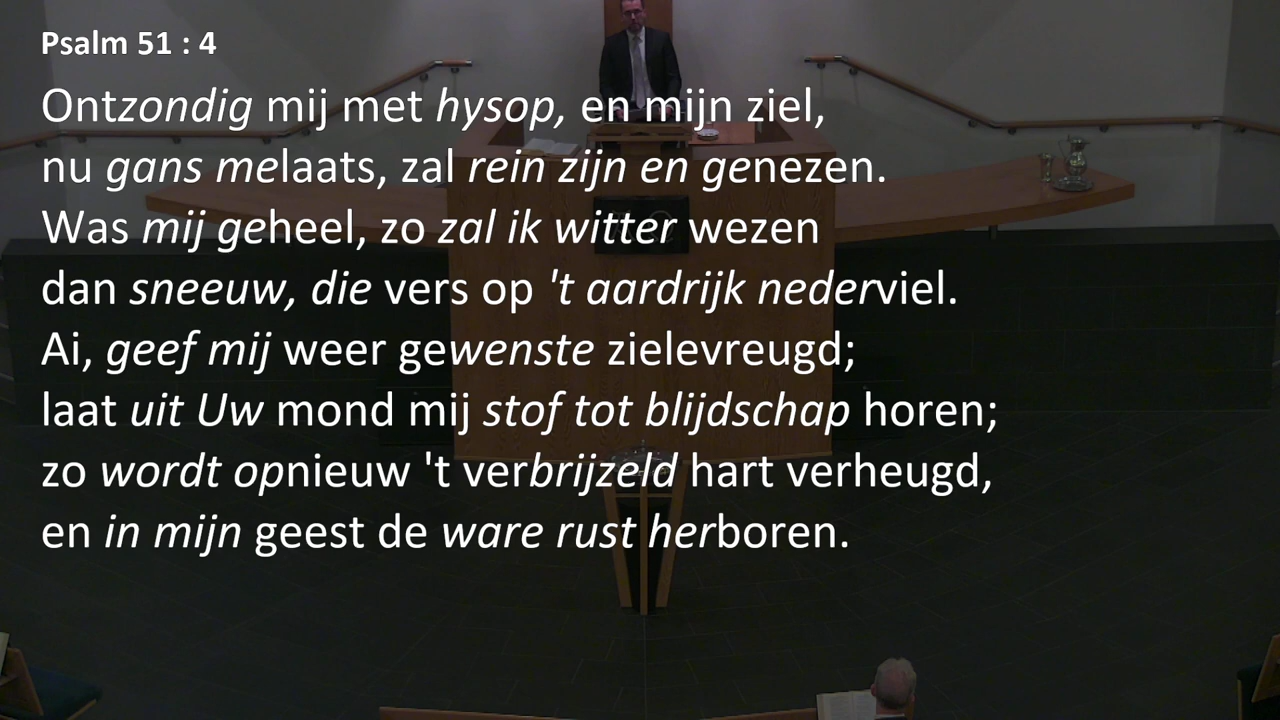 Psalm 51 : 4
Ontzondig mij met hysop, en mijn ziel,
nu gans melaats, zal rein zijn en genezen.
Was mij geheel, zo zal ik witter wezen
dan sneeuw, die vers op 't aardrijk nederviel.
Ai, geef mij weer gewenste zielevreugd;
laat uit Uw mond mij stof tot blijdschap horen;
zo wordt opnieuw 't verbrijzeld hart verheugd,
en in mijn geest de ware rust herboren.